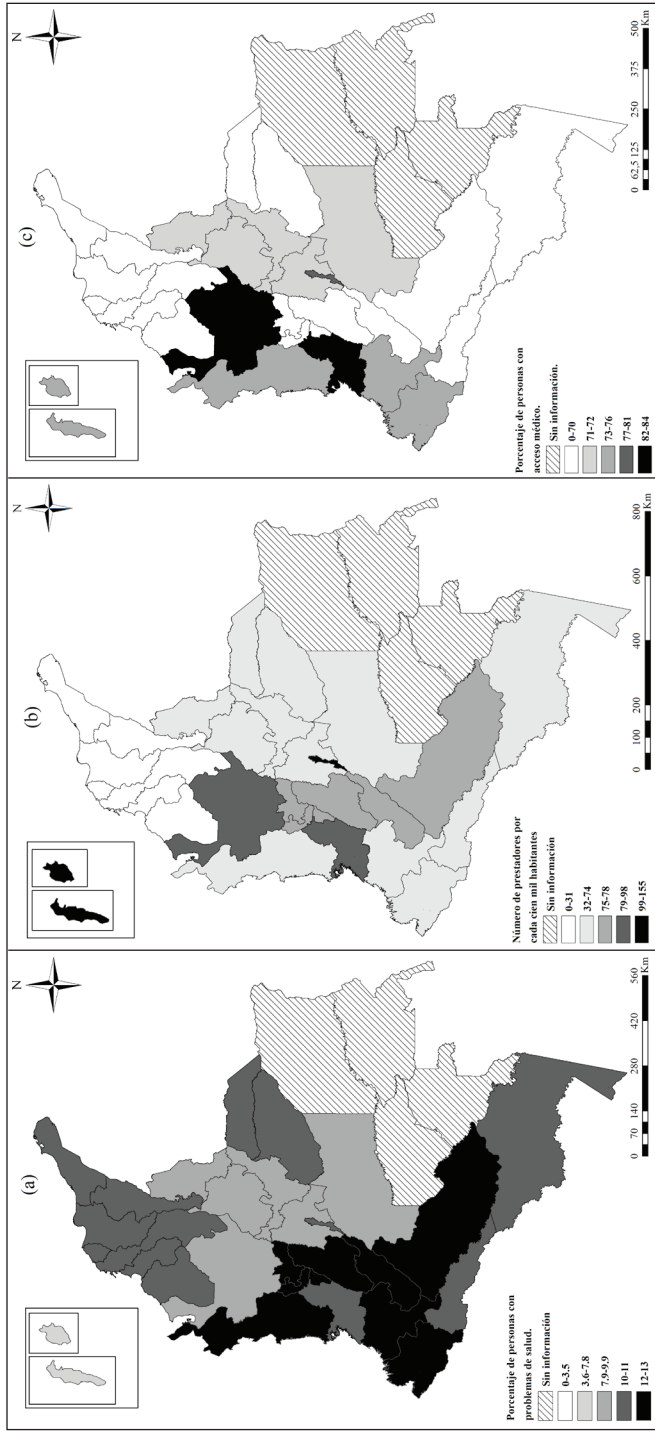 (a)
N
Porcentaje de personas con
problemas de salud.
Sin información
0-3.5
3.6-7.8
7.9-9.9
10-11
12-13
0 70 140 280 420 560
Km
(b)
N
Número de prestadores por
cada cien mil habitantes
Sin información
0-31
32-74
75-78
79-98
99-155
0 100 200 400 600 800
Km
(c)
N
Porcentaje de personas con
acceso médico.
Sin información.
0-70
71-72
73-76
77-81
82-84
0 62,5 125 250 375 500
Km